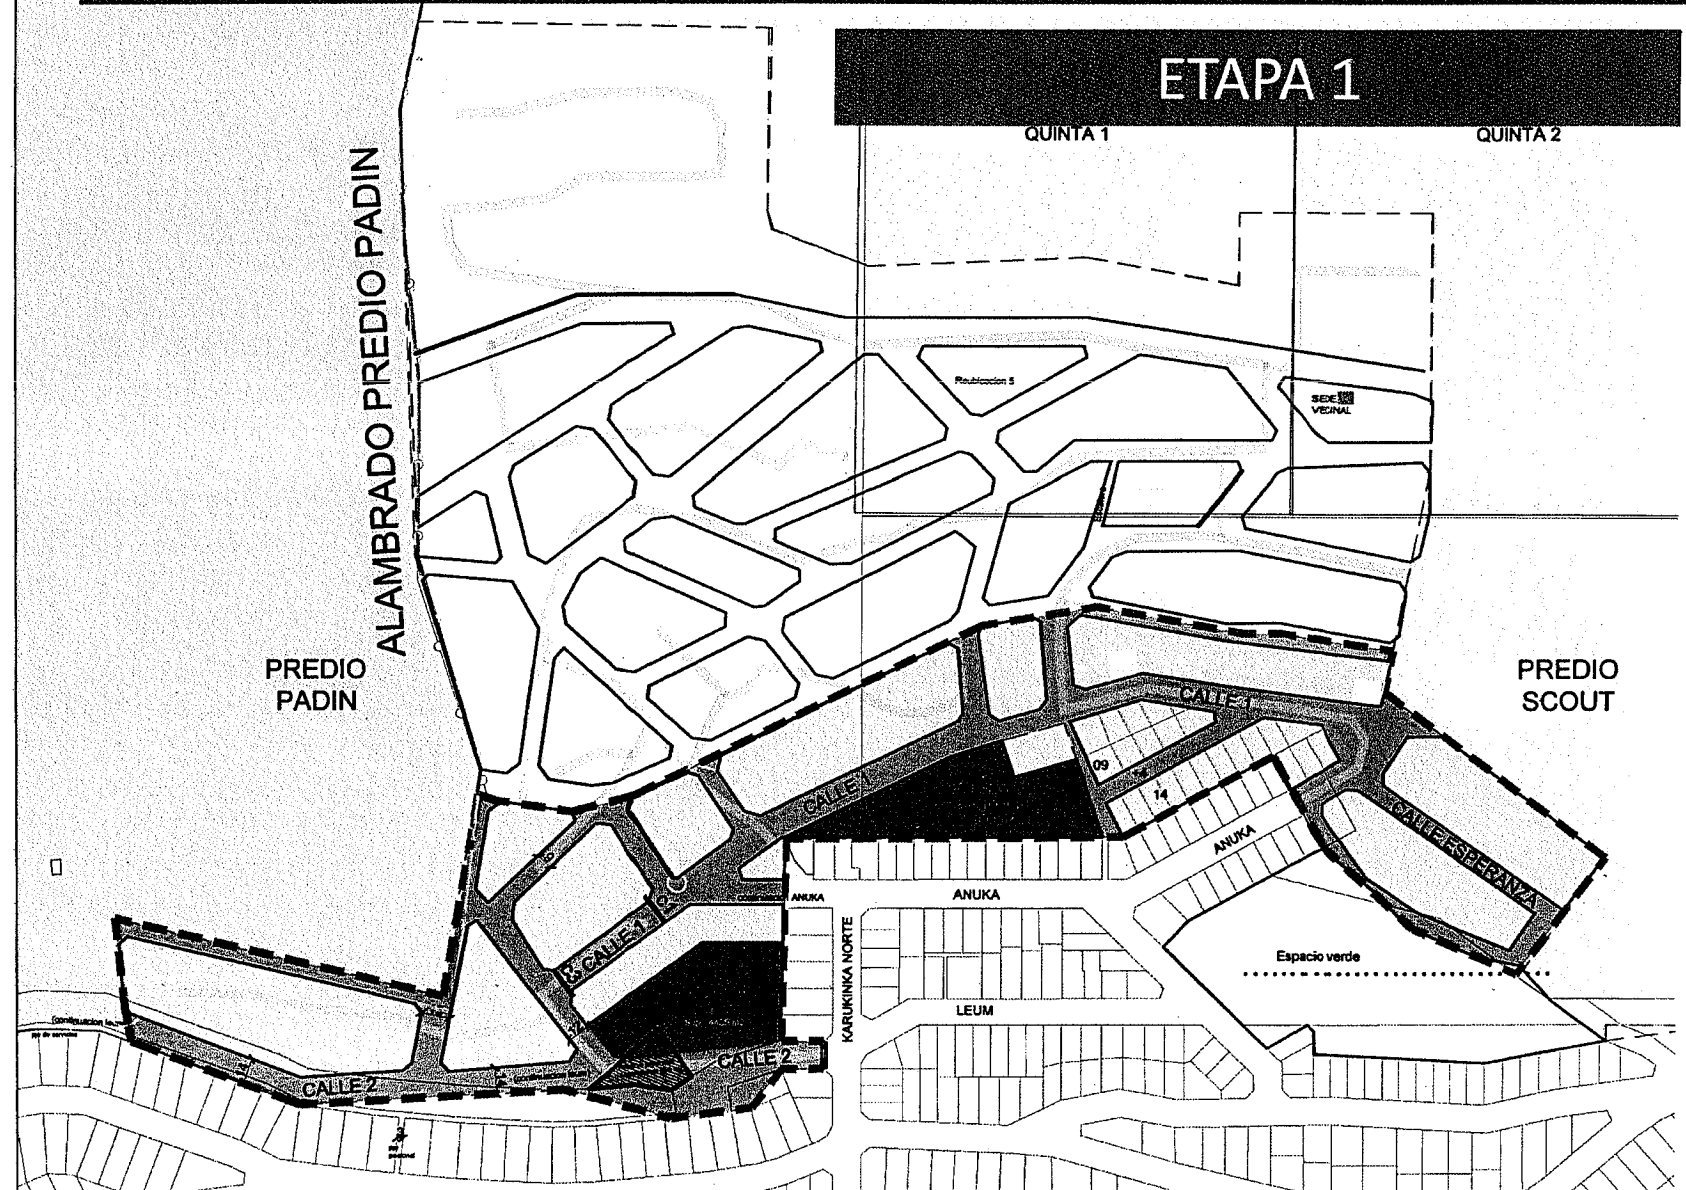 ETAPA 1
QUINTA 1
QUINTA 2
ALAMBRADO PREDIO PADIN
Reubicacion 5
SEDE
VECINAL
PREDIO
PADIN
PREDIO
SCOUT
CALLE 1
CALLE 1
09
14
ANUKA
CALLE ESPERANZA
ANUKA
ANUKA
CALLE 1
KARUKINKA NORTE
Espacio verde
LEUM
CALLE 2
CALLE 2